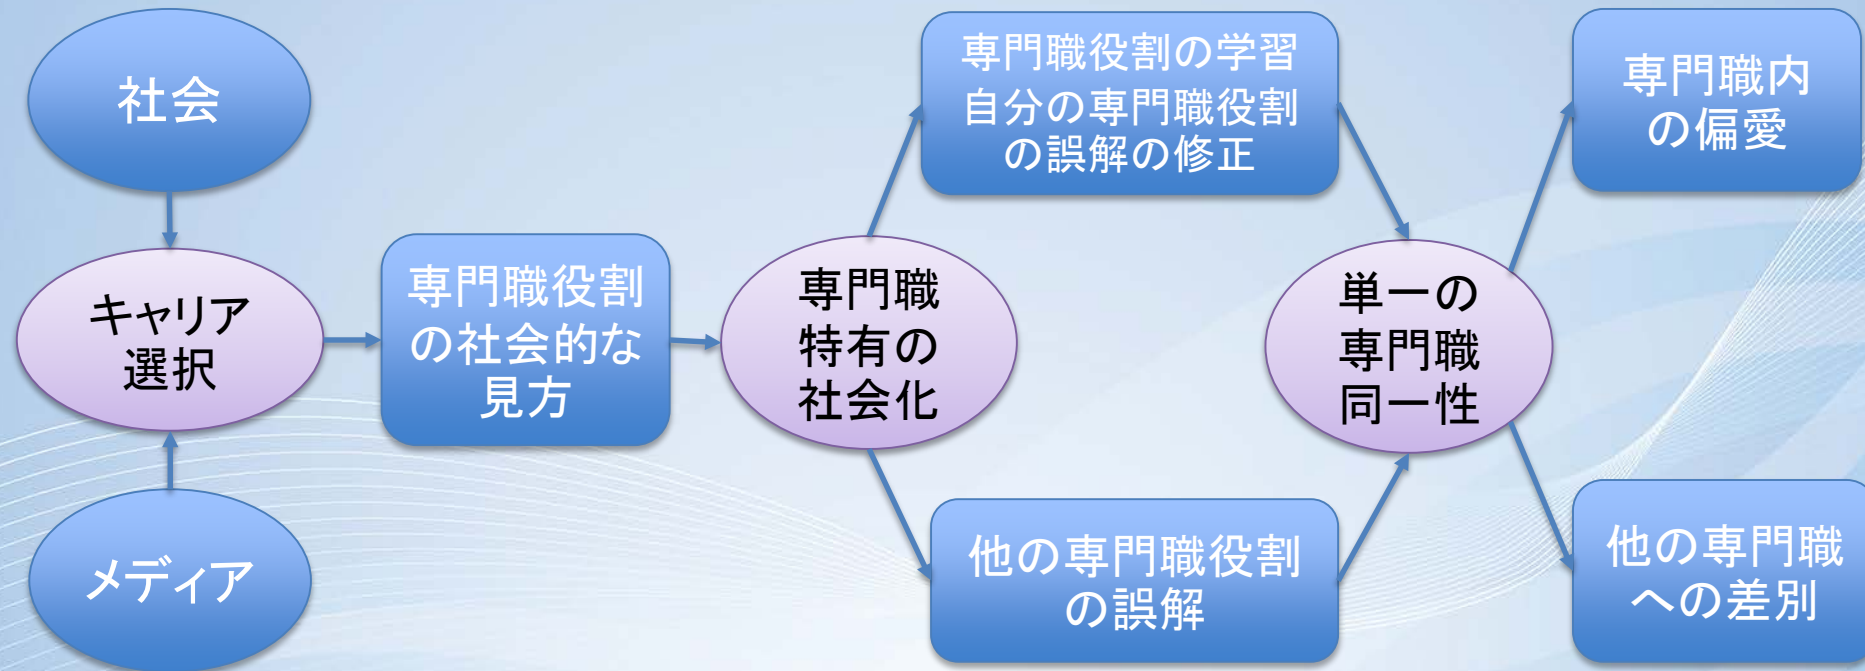 社会
キャリア
選択
メディア
専門職役割
の社会的な
見方
専門職
特有の
社会化
専門職役割の学習
自分の専門職役割
の誤解の修正
他の専門職役割
の誤解
単一の
専門職
同一性
専門職内
の偏愛
他の専門職
への差別